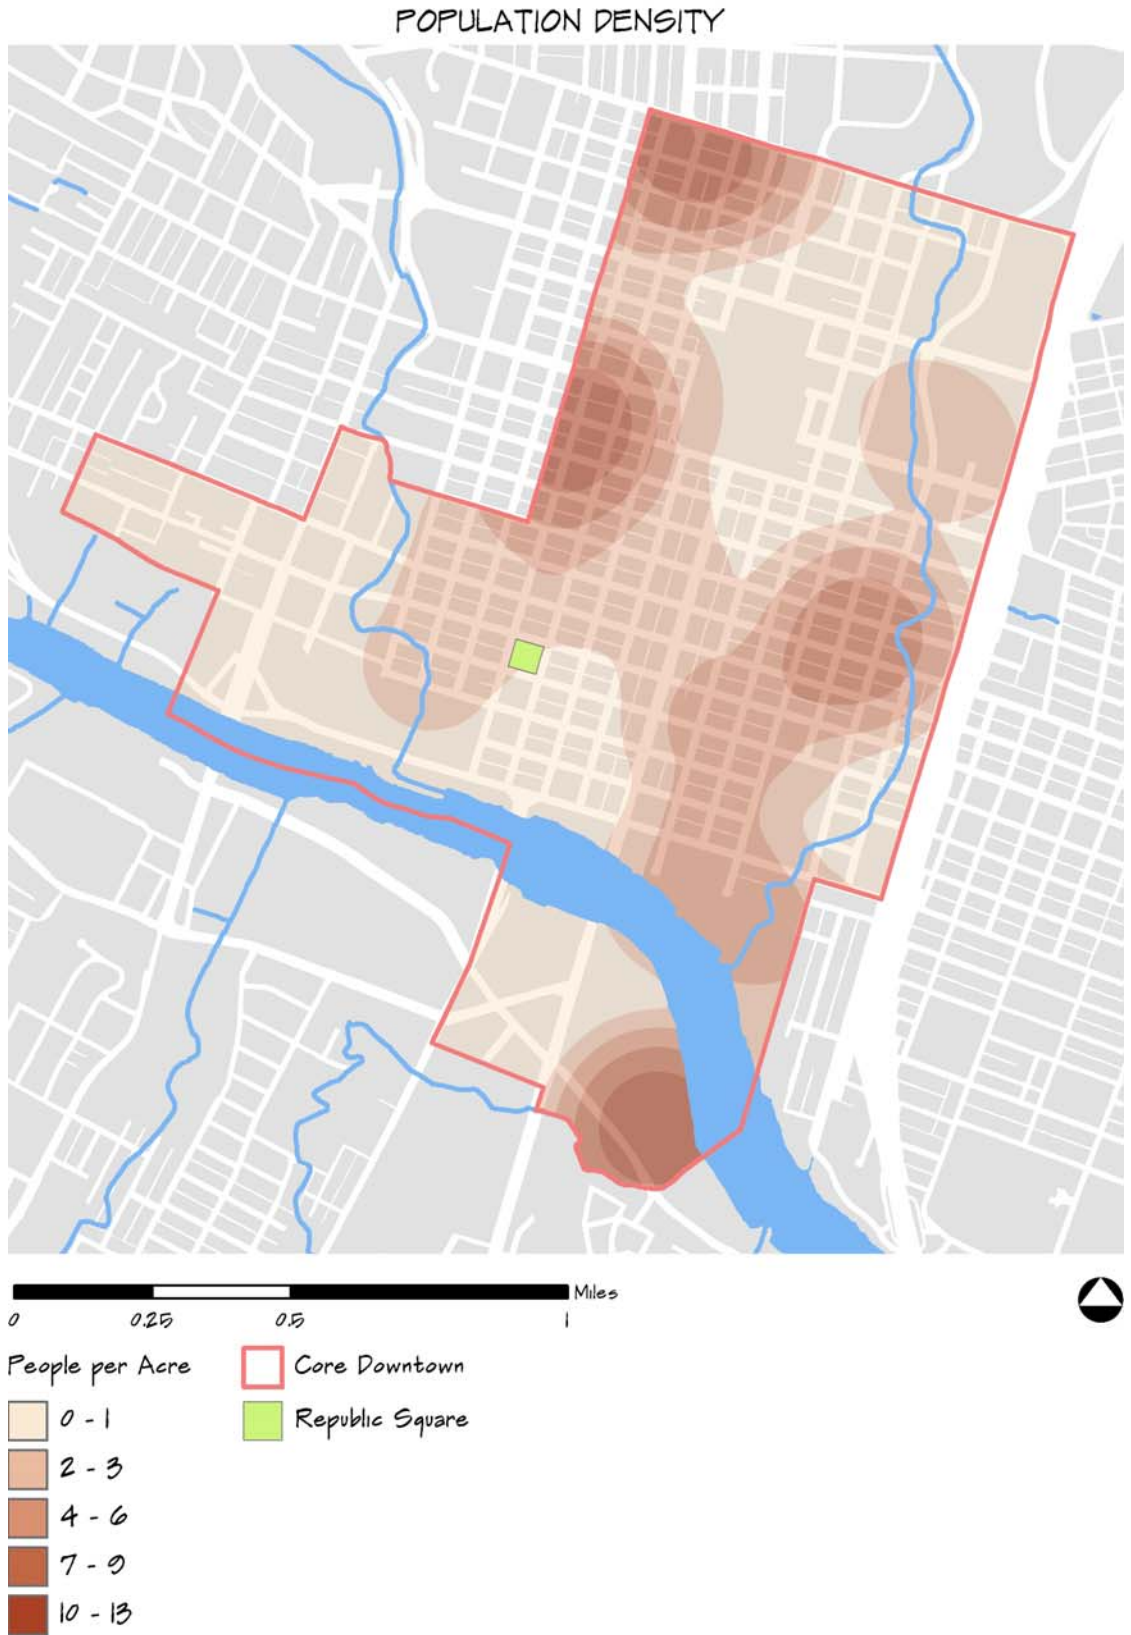 POPULATION DENSITY
Miles
0 0.25 0.5 1
People per Acre
Core Downtown
0 - 1
Republic Square
2 - 3
4 - 6
7 - 9
10 - 13